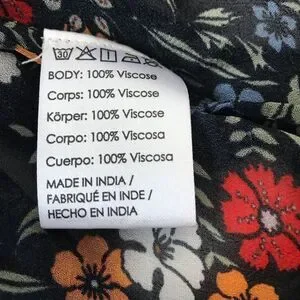 30
BODY: 100% Viscose
Corps: 100% Viscose
Körper: 100% Viscose
Corpo: 100% Viscosa
Cuerpo: 100% Viscosa
MADE IN INDIA /
FABRIQUÉ EN INDE /
HECHO EN INDIA